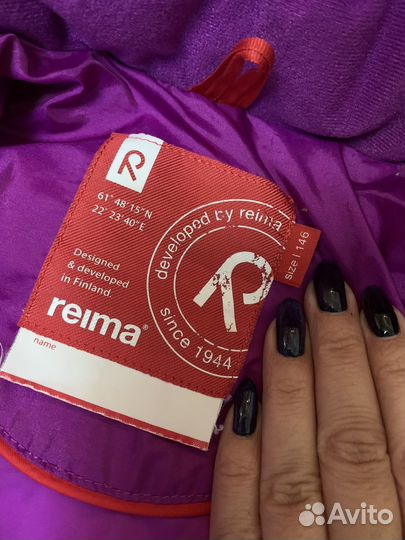 61° 48' 15"N
22° 23' 40"E
Designed
& developed
in Finland
reima®
name
developed by reima
since 1944
size | 146
Avito